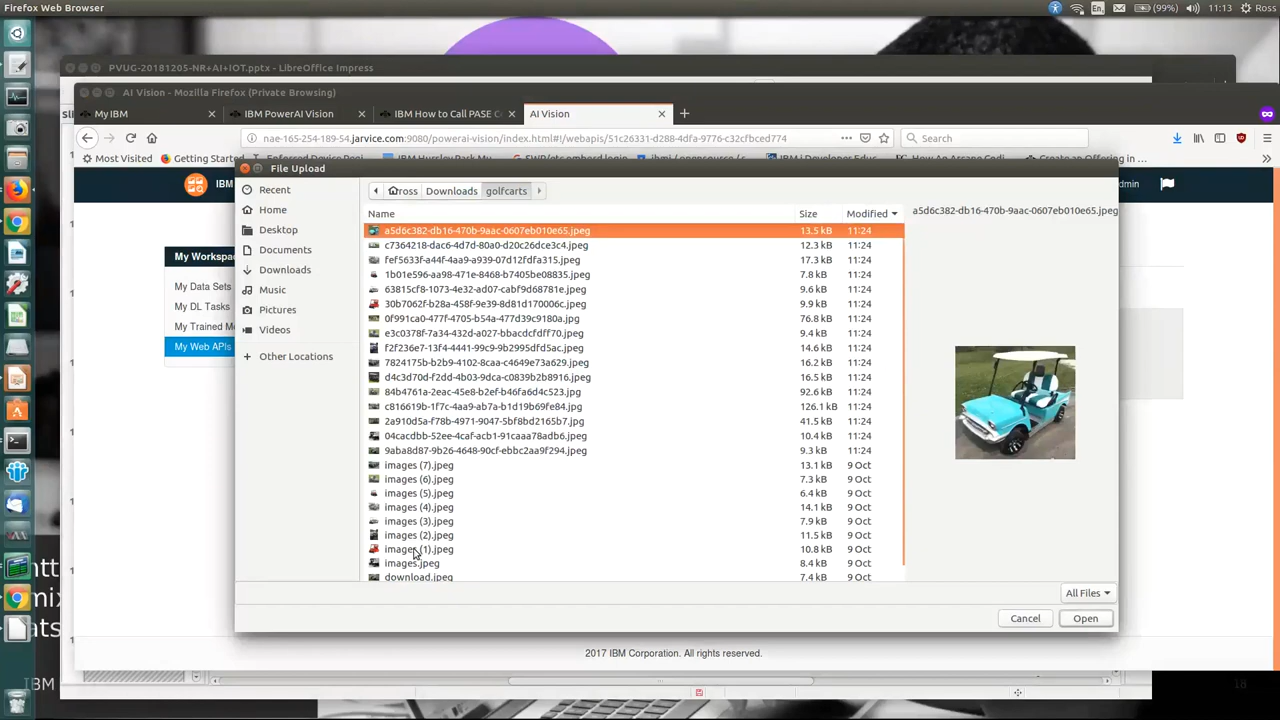 Firefox Web Browser
En
(99%)
11:13
Ross
PVUG-20181205-NR+AI+IOT.pptx - LibreOffice Impress
AI Vision - Mozilla Firefox (Private Browsing)
My IBM
IBM PowerAI Vision
IBM How to Call PASE C
AI Vision
nae-165-254-189-54.jarvice.com:9080/powerai-vision/index.html#!/webapis/51c26331-d288-4dfa-9776-c32cfbced774
Search
Most Visited
Getting Started
IBM
dmin
File Upload
Recent
Home
Desktop
Documents
Downloads
Music
Pictures
Videos
Other Locations
ross
Downloads
golfcarts
Name
Size
Modified
a5d6c382-db16-470b-9aac-0607eb010e65.jpeg 13.5 kB 11:24
c7364218-dac6-4d7d-80a0-d20c26dce3c4.jpeg 12.3 kB 11:24
fef5633f-a44f-4aa9-a939-07d12fdfa315.jpeg 17.3 kB 11:24
1b01e596-aa98-471e-8468-b7405be08835.jpeg 7.8 kB 11:24
63815cf8-1073-4e32-ad07-cabf9d68781e.jpeg 9.6 kB 11:24
30b7062f-b28a-458f-9e39-8d81d170006c.jpeg 9.9 kB 11:24
0f991ca0-477f-4705-b54a-477d39c9180a.jpg 76.8 kB 11:24
e3c0378f-7a34-432d-a027-bbacdcfdff70.jpeg 9.4 kB 11:24
f2f236e7-13f4-4441-99c9-9b2995dfd5ac.jpeg 14.6 kB 11:24
7824175b-b2b9-4102-8caa-c4649e73a629.jpeg 16.2 kB 11:24
d4c3d70d-f2dd-4b03-9dca-c0839b2b8916.jpeg 16.5 kB 11:24
84b4761a-2eac-45e8-b2ef-b46fa6d4c523.jpg 92.6 kB 11:24
c816619b-1f7c-4aa9-ab7a-b1d19b69fe84.jpg 126.1 kB 11:24
2a910d5a-f78b-4971-9047-5bf8bd2165b7.jpg 41.5 kB 11:24
04cacdbb-52ee-4caf-acb1-91caaa78adb6.jpeg 10.4 kB 11:24
9aba8d87-9b26-4648-90cf-ebbc2aa9f294.jpeg 9.3 kB 11:24
images (7).jpeg 13.1 kB 9 Oct
images (6).jpeg 7.3 kB 9 Oct
images (5).jpeg 6.4 kB 9 Oct
images (4).jpeg 14.1 kB 9 Oct
images (3).jpeg 7.9 kB 9 Oct
images (2).jpeg 11.5 kB 9 Oct
images (1).jpeg 10.8 kB 9 Oct
images.jpeg 8.4 kB 9 Oct
download.jpeg 7.4 kB 9 Oct
a5d6c382-db16-470b-9aac-0607eb010e65.jpeg
All Files
Cancel
Open
My Workspa
My Data Sets
My DL Tasks
My Trained M
My Web APIs
2017 IBM Corporation. All rights reserved.
IBM
18